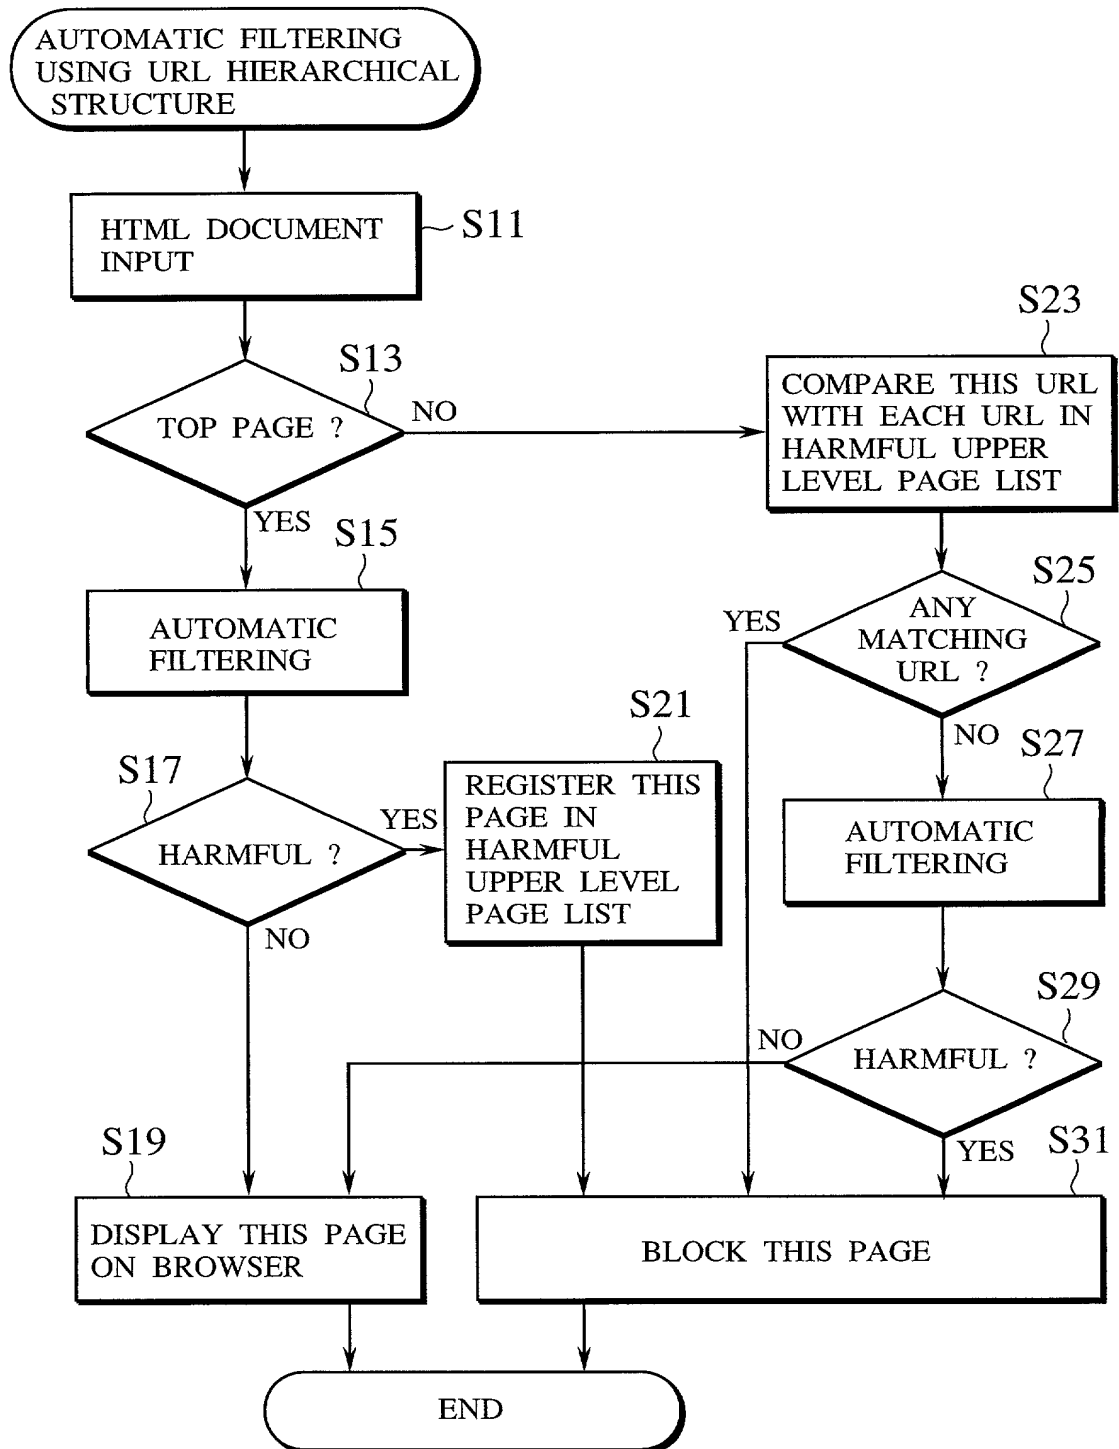 AUTOMATIC FILTERING
USING URL HIERARCHICAL
STRUCTURE
HTML DOCUMENT
INPUT
S11
S13
TOP PAGE ?
NO
YES
S23
COMPARE THIS URL
WITH EACH URL IN
HARMFUL UPPER
LEVEL PAGE LIST
S15
AUTOMATIC
FILTERING
S25
ANY
MATCHING
URL ?
YES
NO
S17
HARMFUL ?
YES
NO
S21
REGISTER THIS
PAGE IN
HARMFUL
UPPER LEVEL
PAGE LIST
S27
AUTOMATIC
FILTERING
S29
HARMFUL ?
NO
YES
S19
DISPLAY THIS PAGE
ON BROWSER
S31
BLOCK THIS PAGE
END